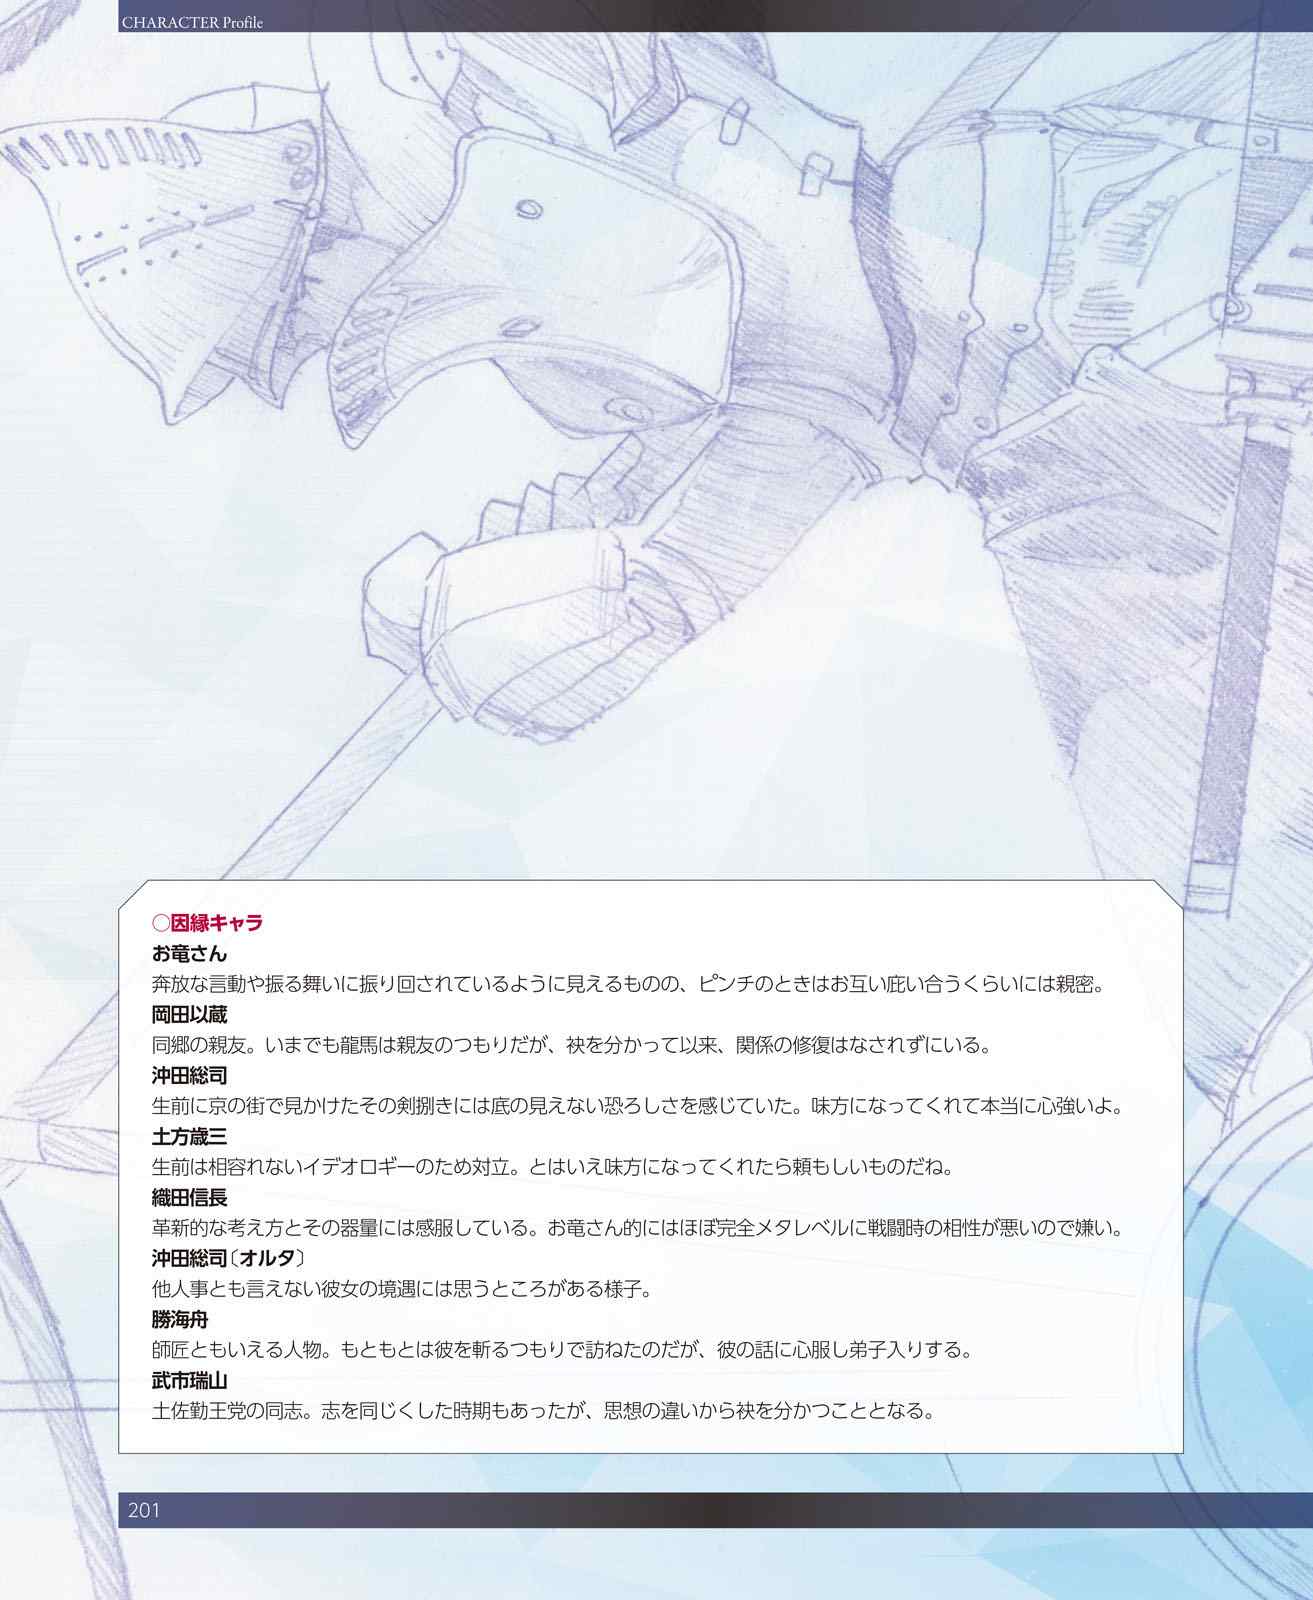 CHARACTER Profile
○因縁キャラ
お竜さん
奔放な言動や振る舞いに振り回されているように見えるものの、ピンチのときはお互い庇い合うくらいには親密。
岡田以蔵
同郷の親友。いまでも龍馬は親友のつもりだが、袂を分かって以来、関係の修復はなされずにいる。
沖田総司
生前に京の街で見かけたその剣捌きには底の見えない恐ろしさを感じていた。味方になってくれて本当に心強いよ。
土方歳三
生前は相容れないイデオロギーのため対立。とはいえ味方になってくれたら頼もしいものだね。
織田信長
革新的な考え方とその器量には感服している。お竜さん的にはほぼ完全メタレベルに戦闘時の相性が悪いので嫌い。
沖田総司〔オルタ〕
他人事とも言えない彼女の境遇には思うところがある様子。
勝海舟
師匠ともいえる人物。もともとは彼を斬るつもりで訪ねたのだが、彼の話に心服し弟子入りする。
武市瑞山
土佐勤王党の同志。志を同じくした時期もあったが、思想の違いから袂を分かつこととなる。
201